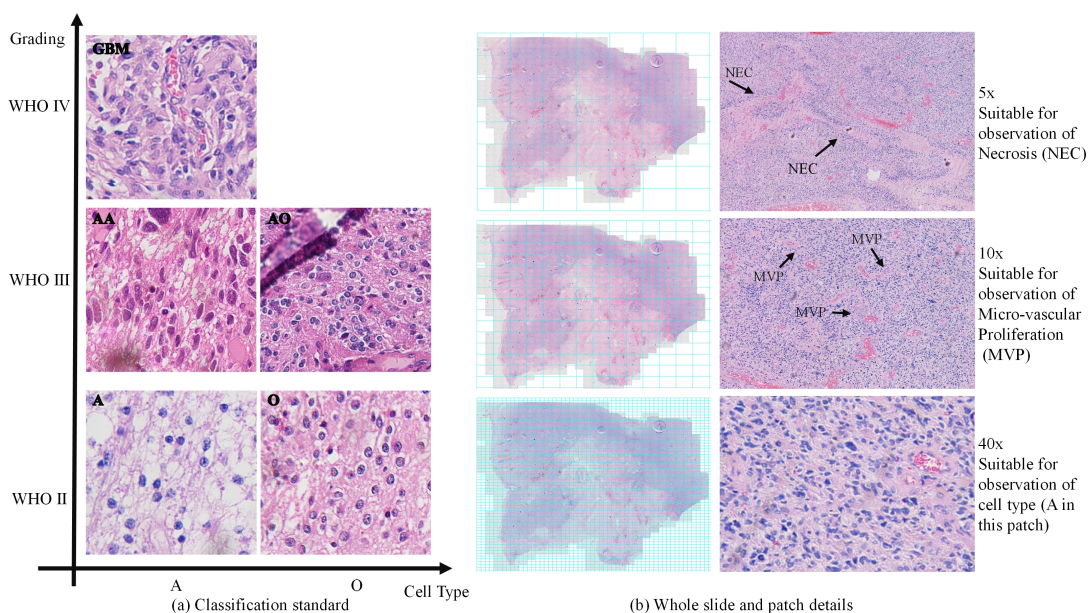 Grading
WHO IV
WHO III
WHO II
GBM
AA
AO
A
O
A
O
Cell Type
(a) Classification standard
NEC
NEC
5x
Suitable for
observation of
Necrosis (NEC)
MVP
MVP
MVP
10x
Suitable for
observation of
Micro-vascular
Proliferation
(MVP)
40x
Suitable for
observation of
cell type (A in
this patch)
(b) Whole slide and patch details